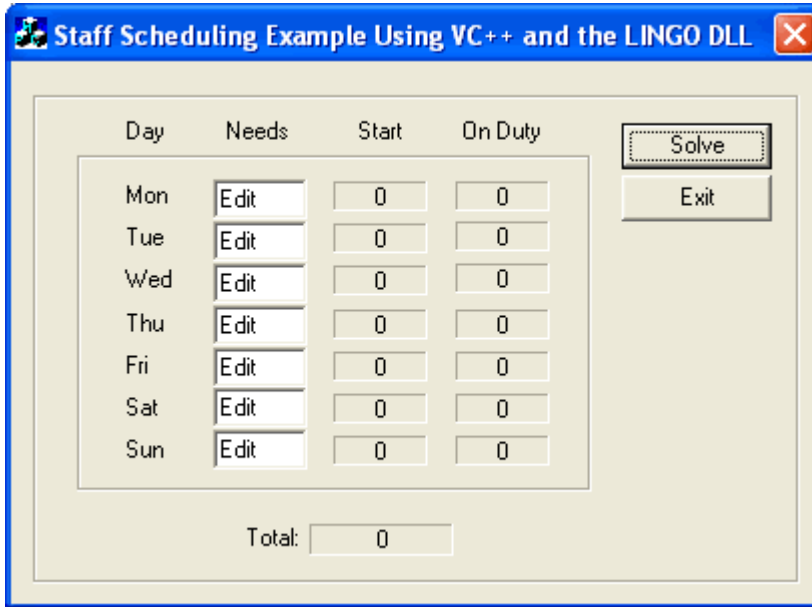 Staff Scheduling Example Using VC++ and the LINGO DLL
Day Needs Start On Duty
Solve
Mon Edit 0 0
Exit
Tue Edit 0 0
Wed Edit 0 0
Thu Edit 0 0
Fri Edit 0 0
Sat Edit 0 0
Sun Edit 0 0
Total: 0